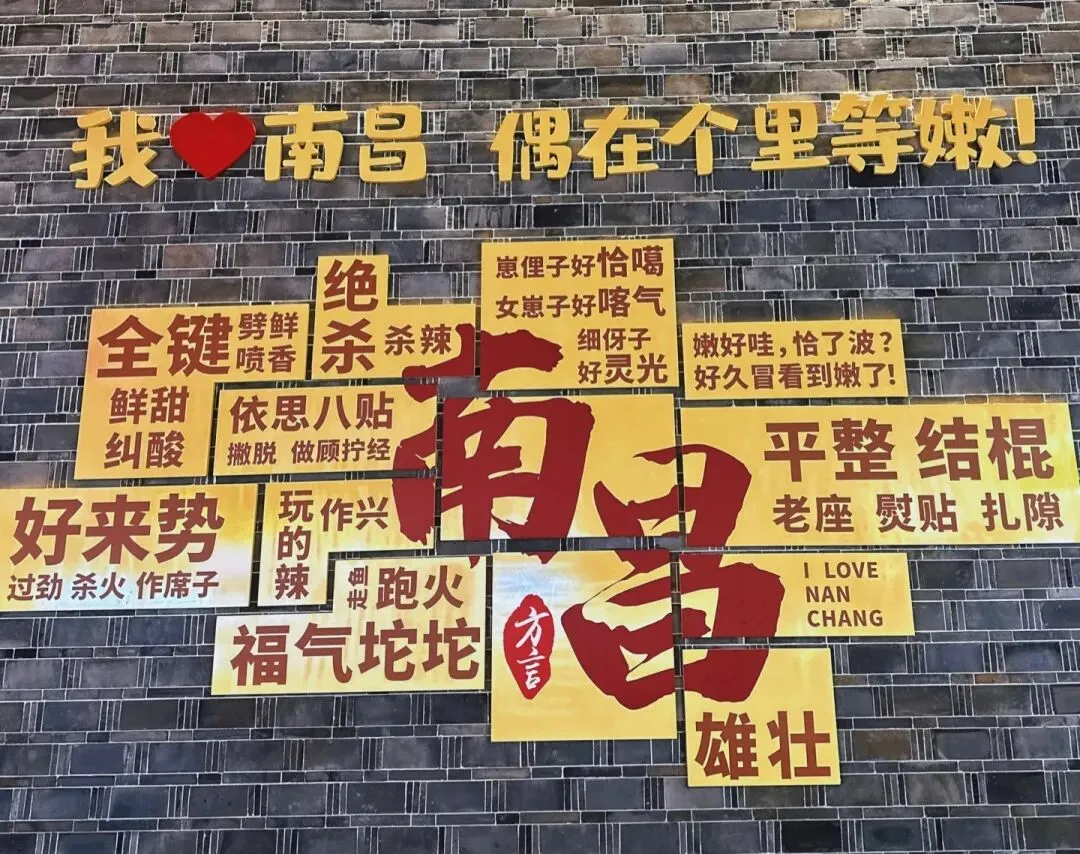 我❤南昌 偶在个里等嫩!
绝杀 杀辣
崽俚子好恰噶
女崽子好喀气
细伢子
好灵光
全键 劈鲜
喷香
鲜甜
纠酸
嫩好哇,恰了波?
好久冒看到嫩了!
依思八贴
撇脱 做顾拧经
南昌
方言
平整 结棍
老座 熨贴 扎隙
好来势
过劲 杀火 作席子
玩的辣 作兴
走鱼 跑火
福气坨坨
I LOVE
NAN
CHANG
雄壮